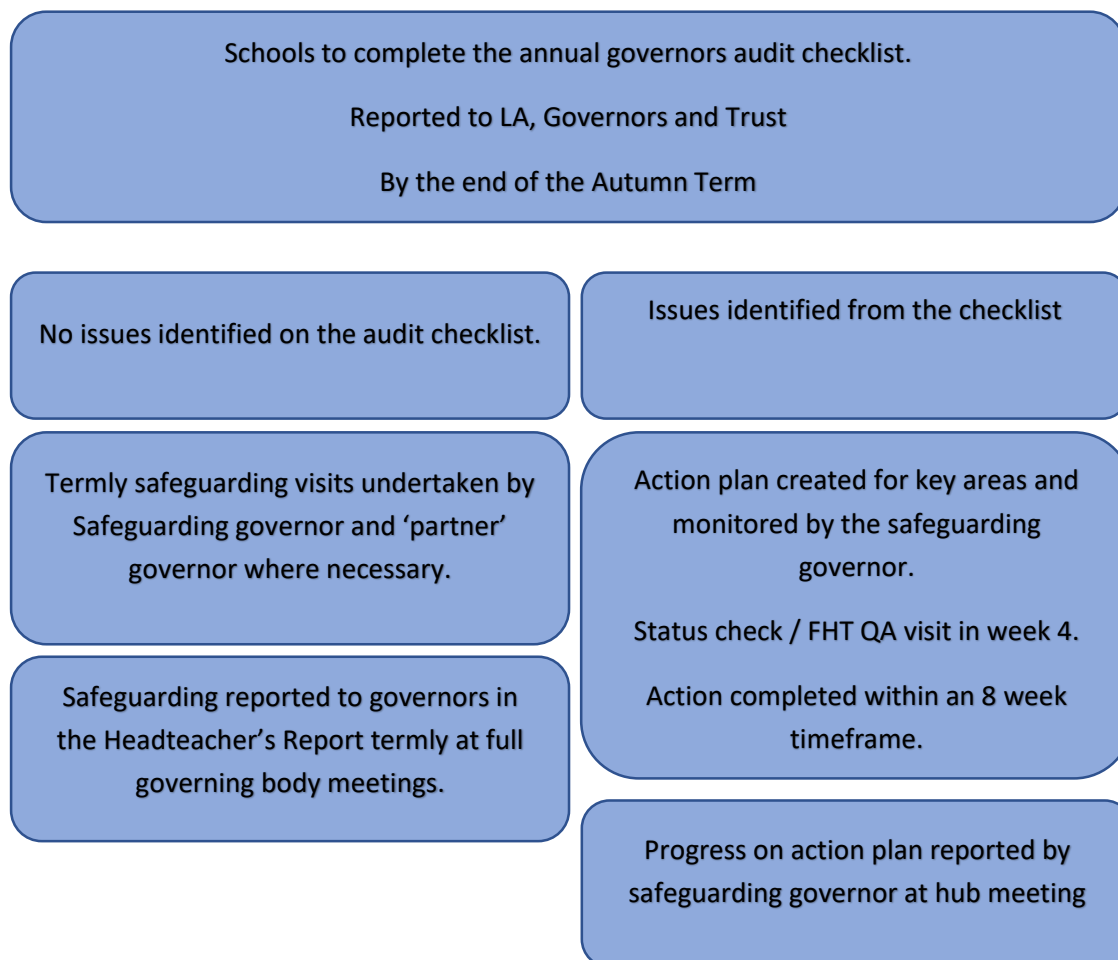 Schools to complete the annual governors audit checklist.
Reported to LA, Governors and Trust
By the end of the Autumn Term
No issues identified on the audit checklist.
Issues identified from the checklist
Termly safeguarding visits undertaken by
Safeguarding governor and ‘partner’
governor where necessary.
Action plan created for key areas and
monitored by the safeguarding
governor.
Status check / FHT QA visit in week 4.
Action completed within an 8 week
timeframe.
Safeguarding reported to governors in
the Headteacher’s Report termly at full
governing body meetings.
Progress on action plan reported by
safeguarding governor at hub meeting